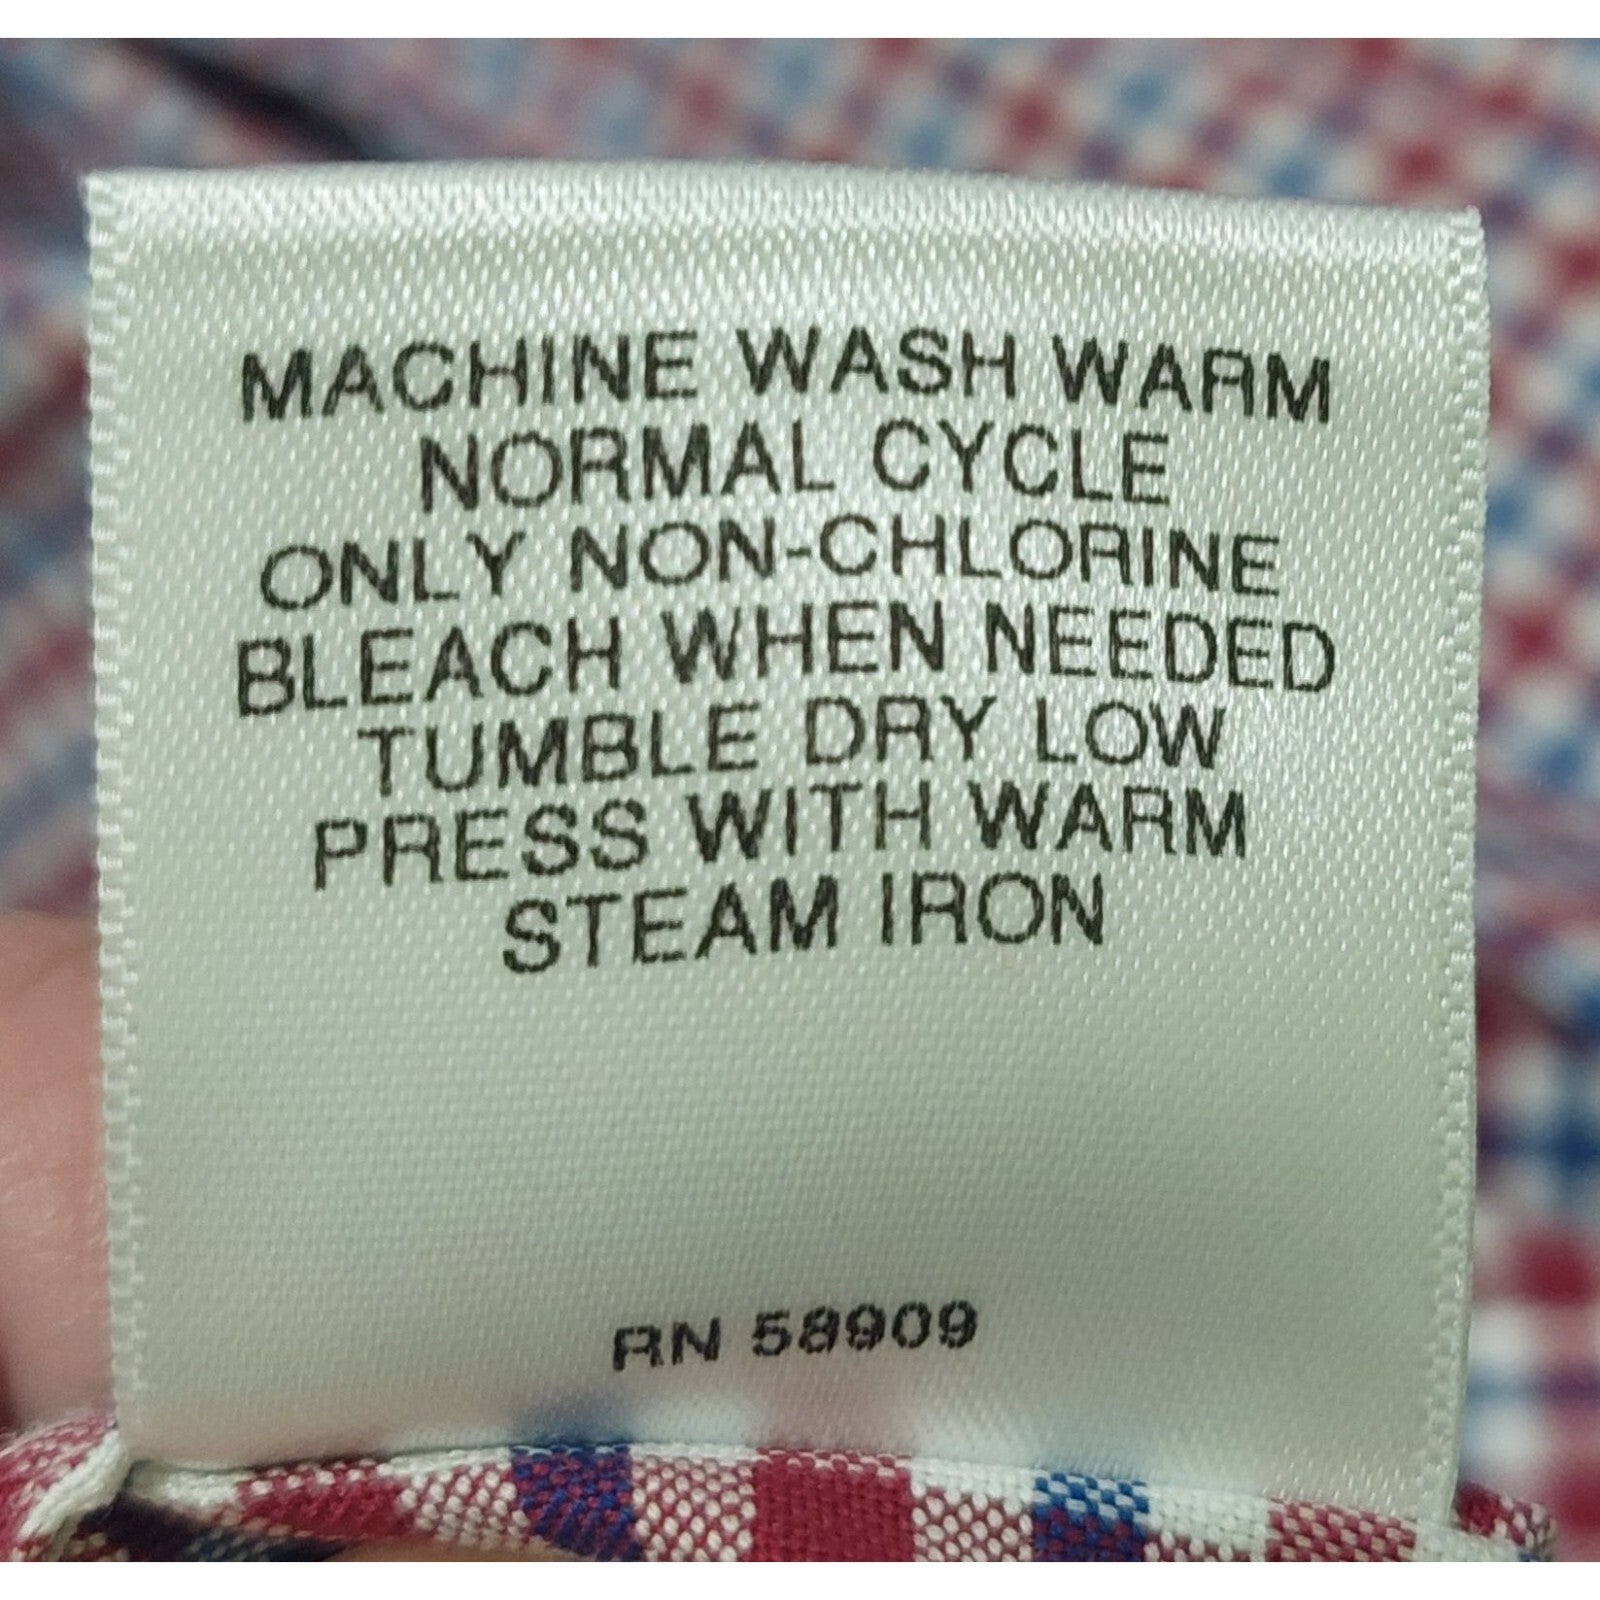 MACHINE WASH WARM
NORMAL CYCLE
ONLY NON-CHLORINE
BLEACH WHEN NEEDED
TUMBLE DRY LOW
PRESS WITH WARM
STEAM IRON
RN 58909